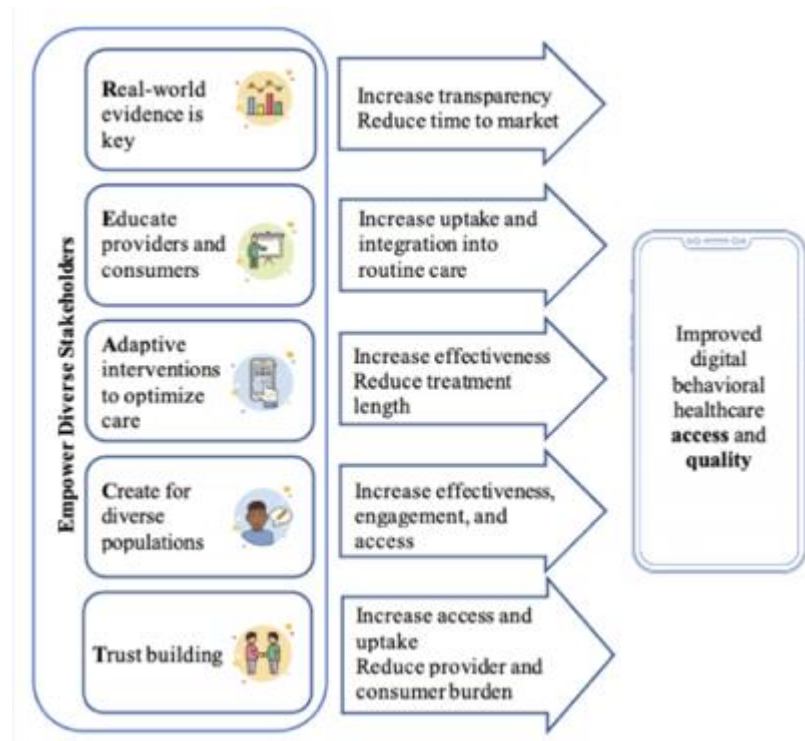 Empower Diverse Stakeholders
Real-world
evidence is
key
Increase transparency
Reduce time to market
Educate
providers and
consumers
Increase uptake and
integration into
routine care
Adaptive
interventions
to optimize
care
Increase effectiveness
Reduce treatment
length
Create for
diverse
populations
Increase effectiveness,
engagement, and
access
Trust building
Increase access and
uptake
Reduce provider and
consumer burden
Improved
digital
behavioral
healthcare
access and
quality